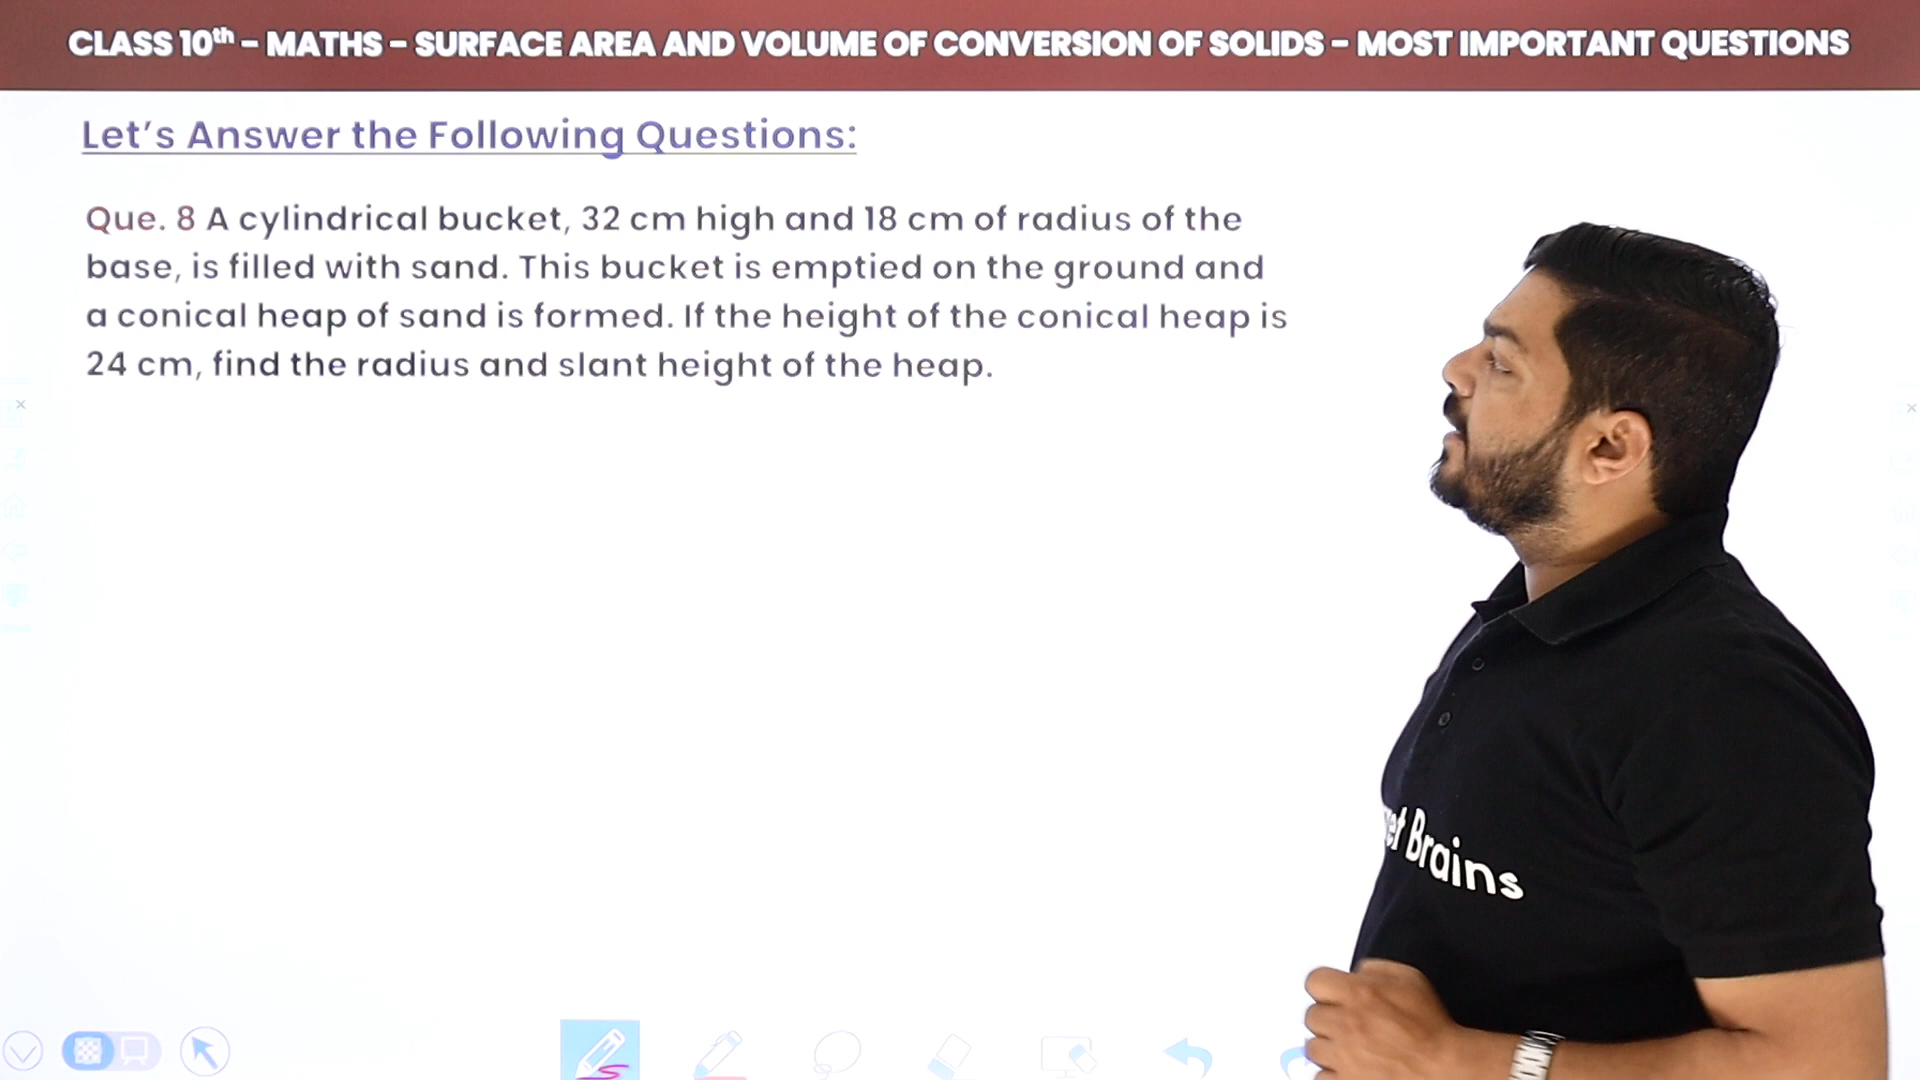 CLASS 10th – MATHS – SURFACE AREA AND VOLUME OF CONVERSION OF SOLIDS – MOST IMPORTANT QUESTIONS
Let's Answer the Following Questions:
Que. 8 A cylindrical bucket, 32 cm high and 18 cm of radius of the
base, is filled with sand. This bucket is emptied on the ground and
a conical heap of sand is formed. If the height of the conical heap is
24 cm, find the radius and slant height of the heap.
Brains